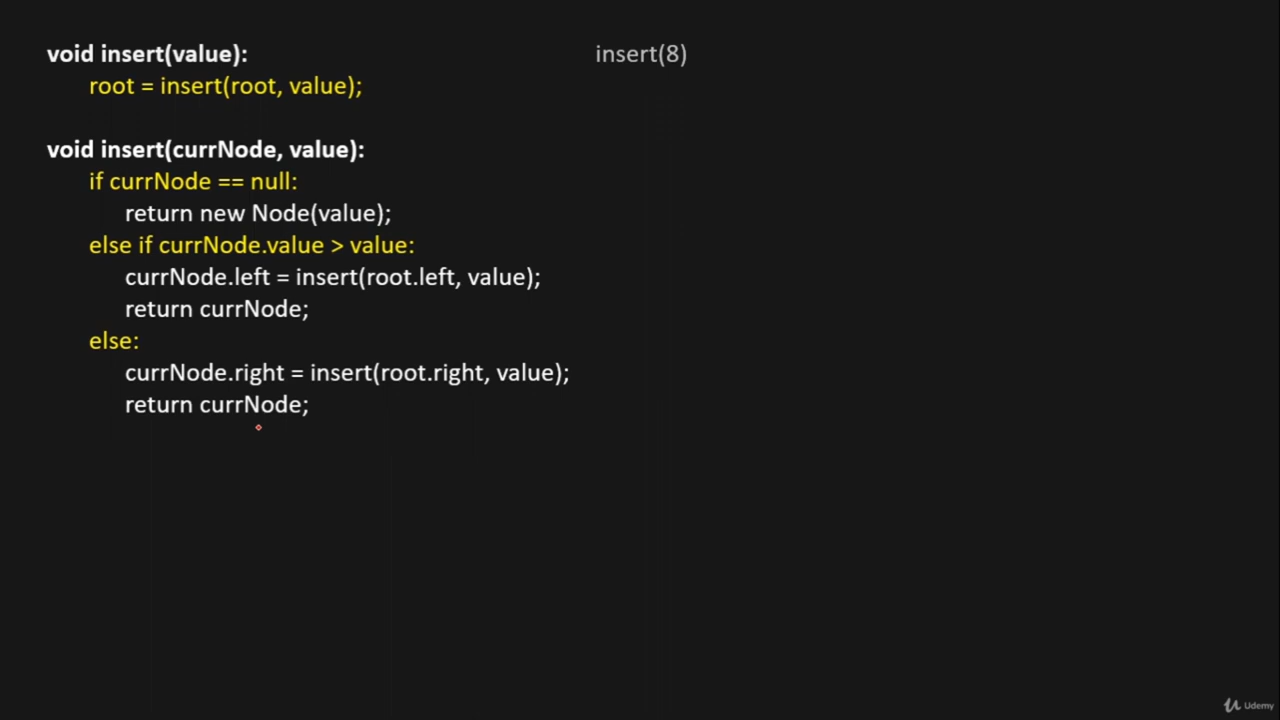 void insert(value):
root = insert(root, value);
insert(8)
void insert(currNode, value):
if currNode == null:
return new Node(value);
else if currNode.value > value:
currNode.left = insert(root.left, value);
return currNode;
else:
currNode.right = insert(root.right, value);
return currNode;
Udemy